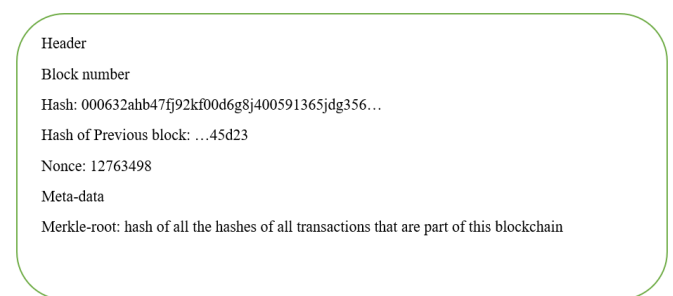 Header
Block number
Hash: 000632ahb47fj92kf00d6g8j400591365jdg356…
Hash of Previous block: …45d23
Nonce: 12763498
Meta-data
Merkle-root: hash of all the hashes of all transactions that are part of this blockchain